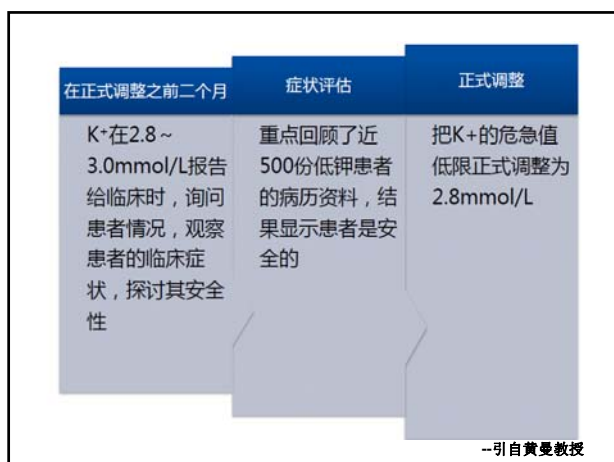 在正式调整之前二个月
K+在2.8～
3.0mmol/L报告
给临床时，询问
患者情况，观察
患者的临床症
状，探讨其安全
性
症状评估
重点回顾了近
500份低钾患者
的病历资料，结
果显示患者是安
全的
正式调整
把K+的危急值
低限正式调整为
2.8mmol/L
--引自黄曼教授